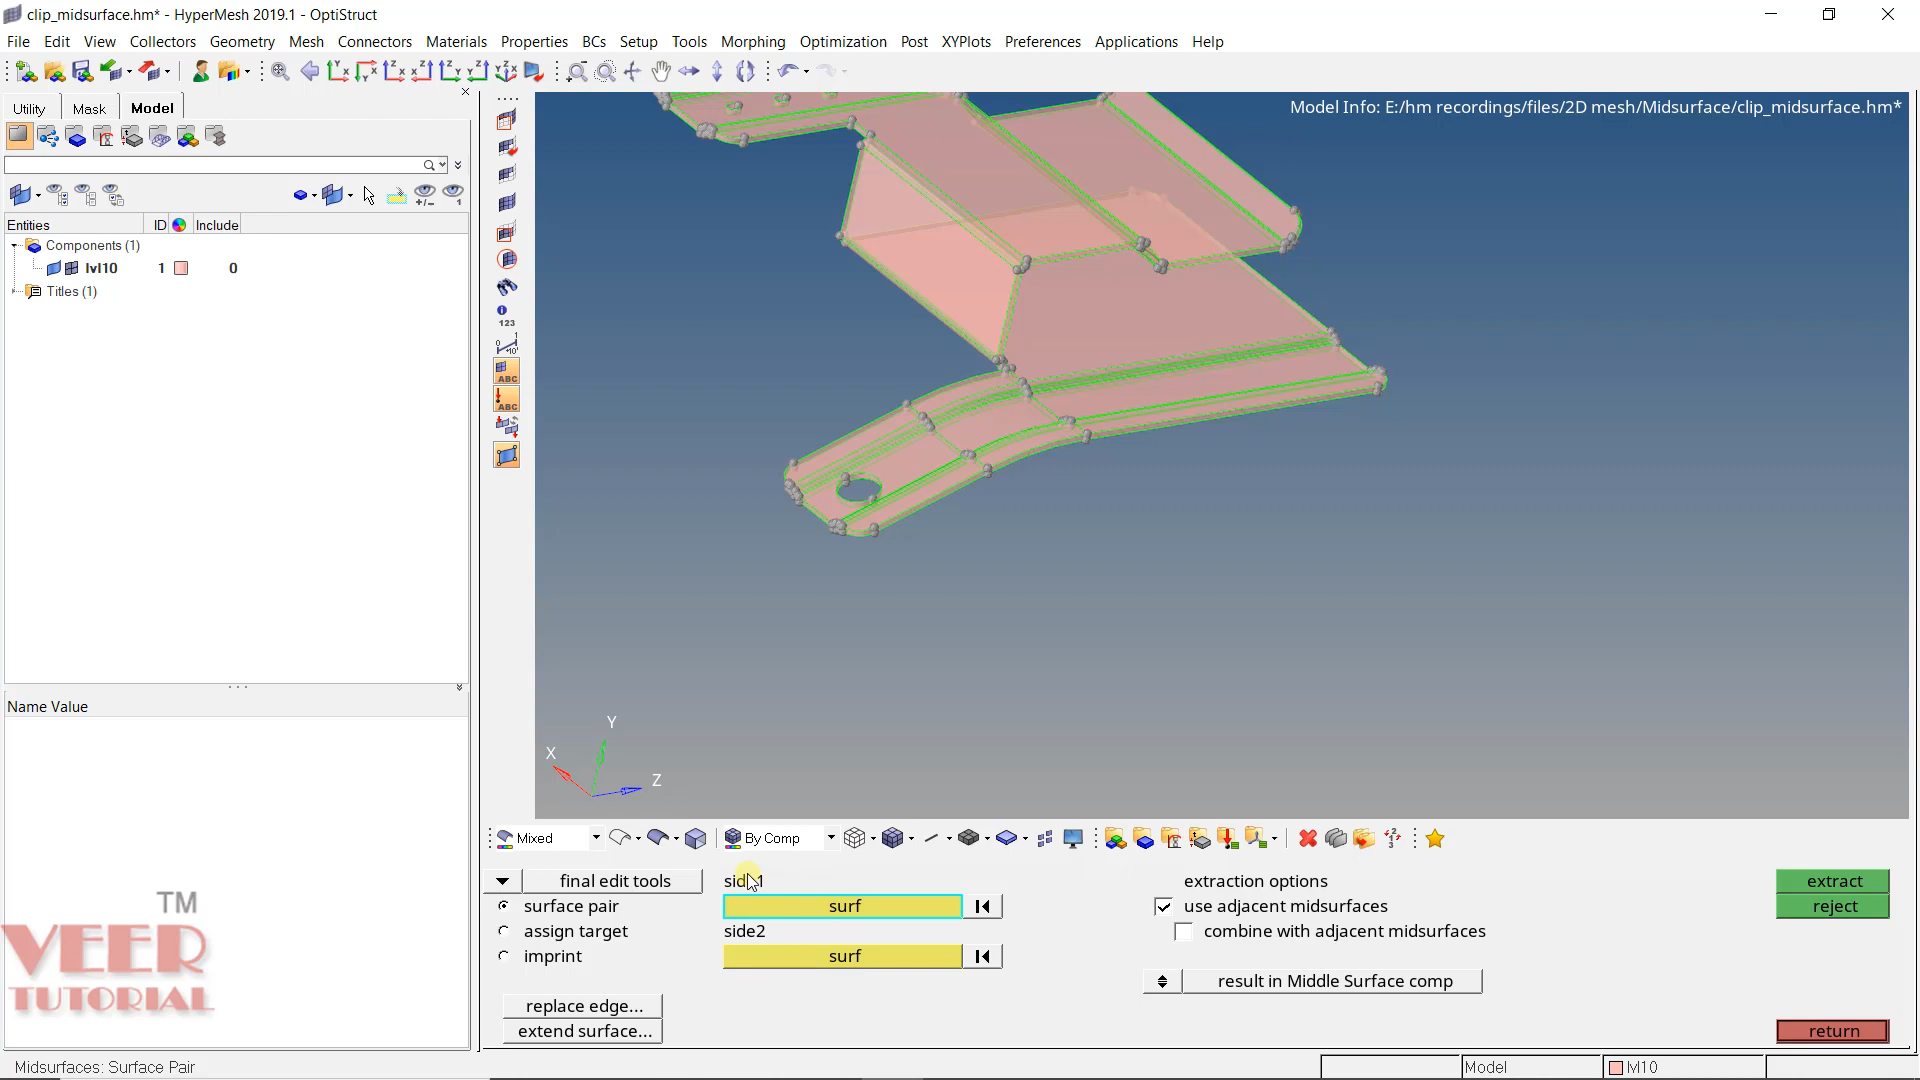 clip_midsurface.hm* - HyperMesh 2019.1 - OptiStruct
File Edit View Collectors Geometry Mesh Connectors Materials Properties BCs Setup Tools Morphing Optimization Post XYPlots Preferences Applications Help
Utility Mask Model
Model Info: E:/hm recordings/files/2D mesh/Midsurface/clip_midsurface.hm*
Entities ID Include
Components (1)
lvl10 1 0
Titles (1)
123
ABC
ABC
Name Value
Y
X
Z
Mixed By Comp
final edit tools side1 extraction options extract
surface pair surf use adjacent midsurfaces reject
assign target side2 combine with adjacent midsurfaces
imprint surf
result in Middle Surface comp
replace edge...
extend surface... return
TM
VEER
TUTORIAL
Midsurfaces: Surface Pair Model lvl10